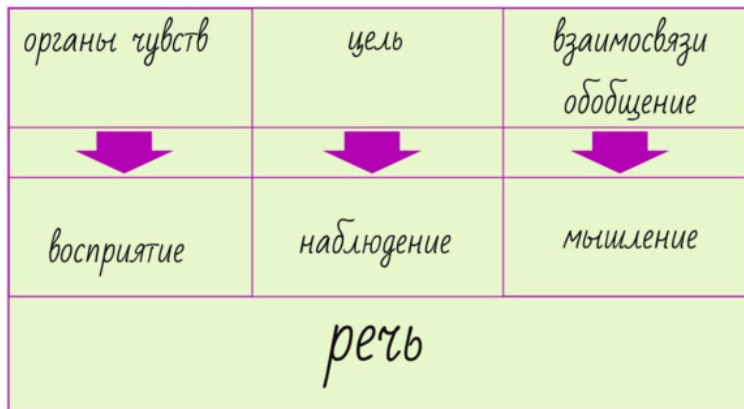 органы чувств
цель
взаимосвязи
обобщение
восприятие
наблюдение
мышление
речь